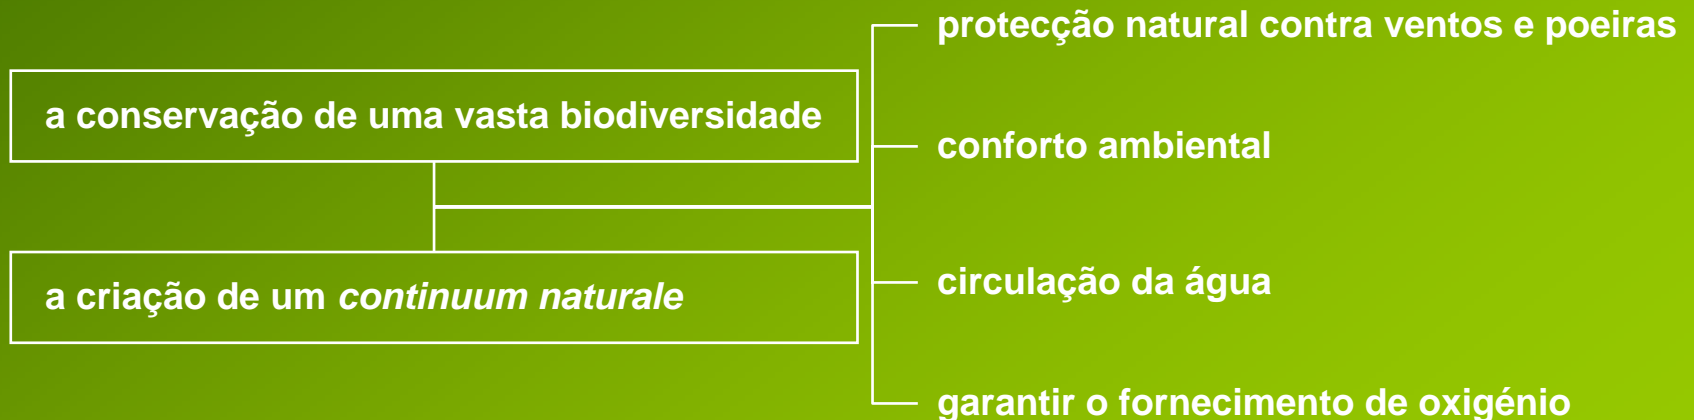 a conservação de uma vasta biodiversidade
a criação de um continuum naturale
protecção natural contra ventos e poeiras
conforto ambiental
circulação da água
garantir o fornecimento de oxigénio